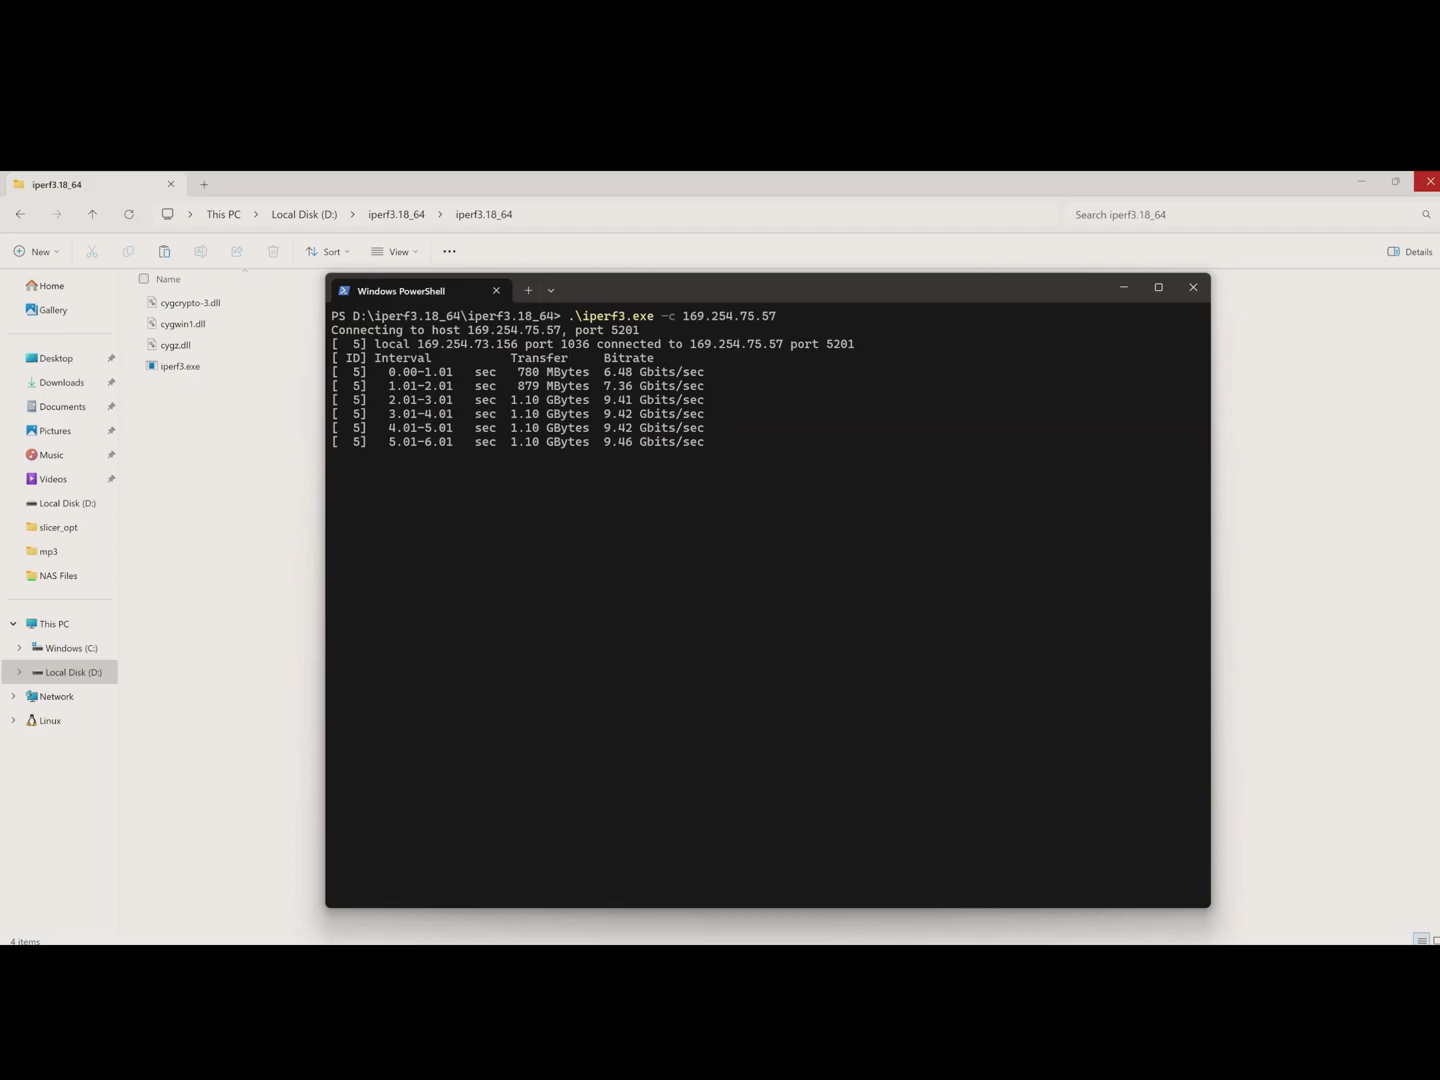 iperf3.18_64
This PC
Local Disk (D:)
iperf3.18_64
iperf3.18_64
Search iperf3.18_64
New
Sort
View
Details
Home
Gallery
Desktop
Downloads
Documents
Pictures
Music
Videos
Local Disk (D:)
slicer_opt
mp3
NAS Files
This PC
Windows (C:)
Local Disk (D:)
Network
Linux
Name
cygcrypto-3.dll
cygwin1.dll
cygz.dll
iperf3.exe
4 items
Windows PowerShell
PS D:\iperf3.18_64\iperf3.18_64> .\iperf3.exe -c 169.254.75.57
Connecting to host 169.254.75.57, port 5201
[  5] local 169.254.73.156 port 1036 connected to 169.254.75.57 port 5201
[ ID] Interval           Transfer     Bitrate
[  5]   0.00-1.01   sec   780 MBytes  6.48 Gbits/sec
[  5]   1.01-2.01   sec   879 MBytes  7.36 Gbits/sec
[  5]   2.01-3.01   sec  1.10 GBytes  9.41 Gbits/sec
[  5]   3.01-4.01   sec  1.10 GBytes  9.42 Gbits/sec
[  5]   4.01-5.01   sec  1.10 GBytes  9.42 Gbits/sec
[  5]   5.01-6.01   sec  1.10 GBytes  9.46 Gbits/sec